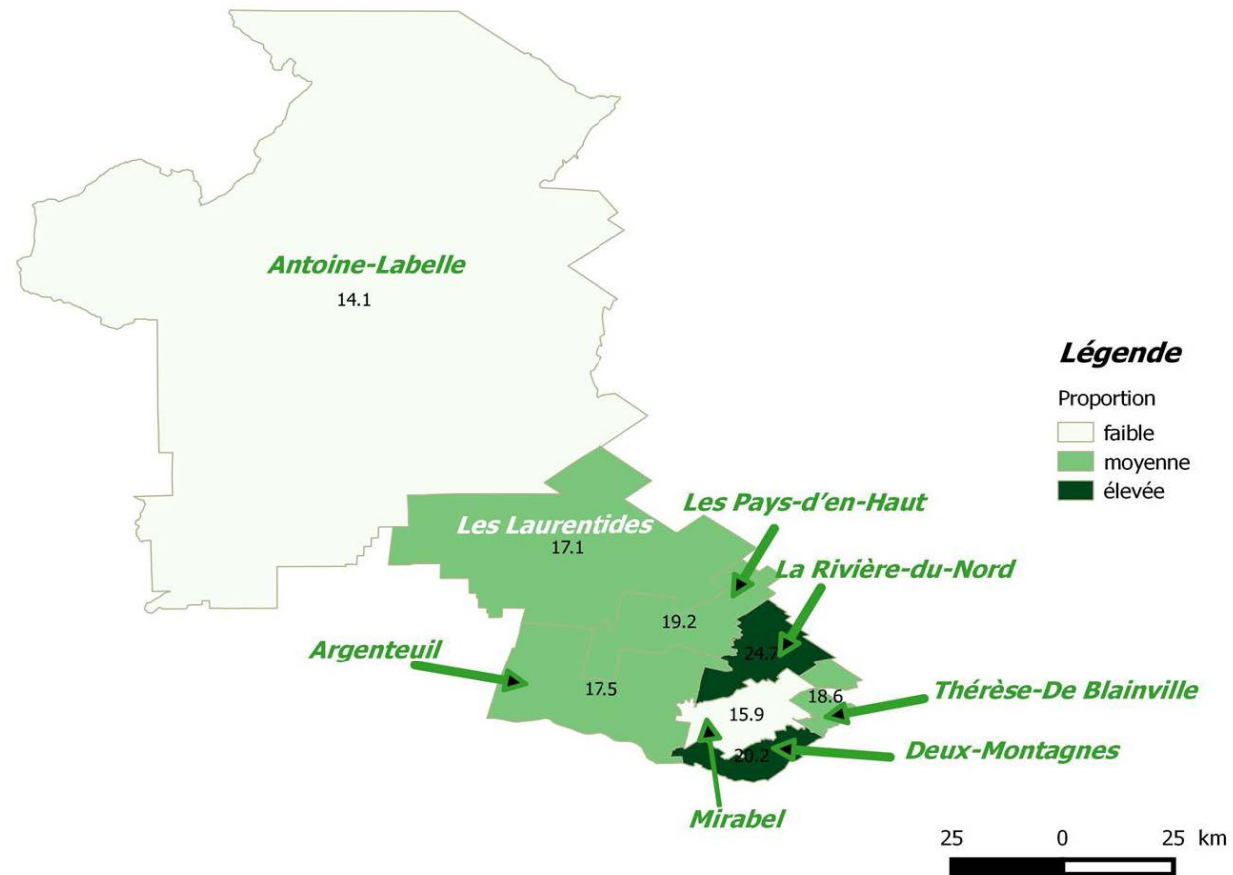 Antoine-Labelle
14.1
Légende
Proportion
faible
moyenne
élevée
Les Pays-d'en-Haut
Les Laurentides
17.1
La Rivière-du-Nord
19.2
Argenteuil
24.7
17.5
18.6
Thérèse-De Blainville
15.9
Deux-Montagnes
20.2
Mirabel
25 0 25 km